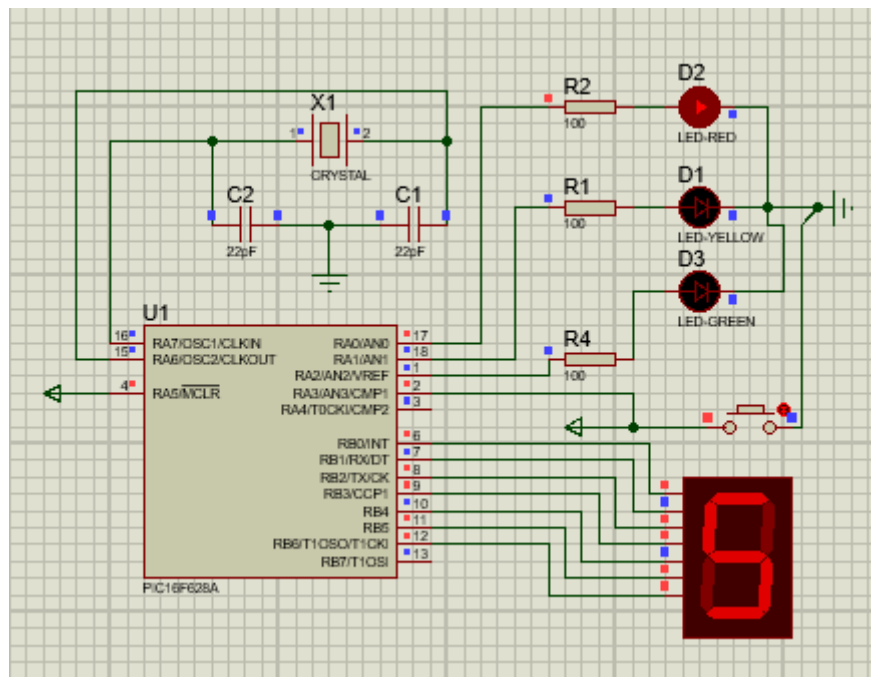 X1
1
2
CRYSTAL
C2
22pF
C1
22pF
R2
100
D2
LED-RED
R1
100
D1
LED-YELLOW
D3
LED-GREEN
R4
100
U1
16 RA7/OSC1/CLKIN
15 RA6/OSC2/CLKOUT
4 RA5/MCLR
RA0/AN0 17
RA1/AN1 18
RA2/AN2/VREF 1
RA3/AN3/CMP1 2
RA4/T0CKI/CMP2 3
RB0/INT 6
RB1/RX/DT 7
RB2/TX/CK 8
RB3/CCP1 9
RB4 10
RB5 11
RB6/T1OSO/T1CKI 12
RB7/T1OSI 13
PIC16F628A
5